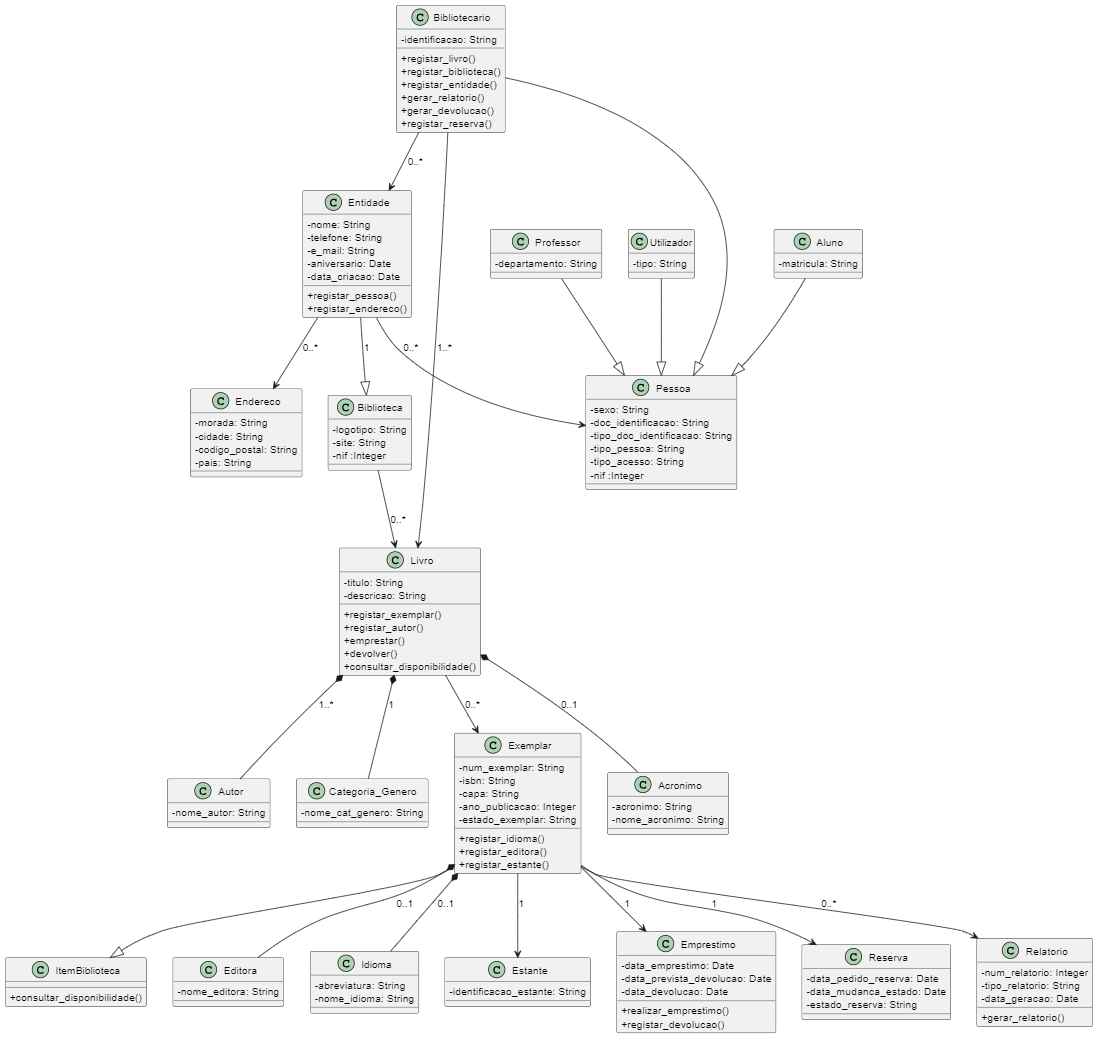 C Bibliotecario
-identificacao: String
+registar_livro()
+registar_biblioteca()
+registar_entidade()
+gerar_relatorio()
+gerar_devolucao()
+registar_reserva()
0..*
C Entidade
-nome: String
-telefone: String
-e_mail: String
-aniversario: Date
-data_criacao: Date
+registar_pessoa()
+registar_endereco()
C Professor
-departamento: String
C Utilizador
-tipo: String
C Aluno
-matricula: String
0..*
1
0..*
1..*
C Endereco
-morada: String
-cidade: String
-codigo_postal: String
-pais: String
C Biblioteca
-logotipo: String
-site: String
-nif :Integer
C Pessoa
-sexo: String
-doc_identificacao: String
-tipo_doc_identificacao: String
-tipo_pessoa: String
-tipo_acesso: String
-nif :Integer
0..*
C Livro
-titulo: String
-descricao: String
+registar_exemplar()
+registar_autor()
+emprestar()
+devolver()
+consultar_disponibilidade()
1..*
1
0..*
0..1
C Autor
-nome_autor: String
C Categoria_Genero
-nome_cat_genero: String
C Exemplar
-num_exemplar: String
-isbn: String
-capa: String
-ano_publicacao: Integer
-estado_exemplar: String
+registar_idioma()
+registar_editora()
+registar_estante()
C Acronimo
-acronimo: String
-nome_acronimo: String
0..1
0..1
1
1
1
0..*
C ItemBiblioteca
+consultar_disponibilidade()
C Editora
-nome_editora: String
C Idioma
-abreviatura: String
-nome_idioma: String
C Estante
-identificacao_estante: String
C Emprestimo
-data_emprestimo: Date
-data_prevista_devolucao: Date
-data_devolucao: Date
+realizar_emprestimo()
+registar_devolucao()
C Reserva
-data_pedido_reserva: Date
-data_mudanca_estado: Date
-estado_reserva: String
C Relatorio
-num_relatorio: Integer
-tipo_relatorio: String
-data_geracao: Date
+gerar_relatorio()